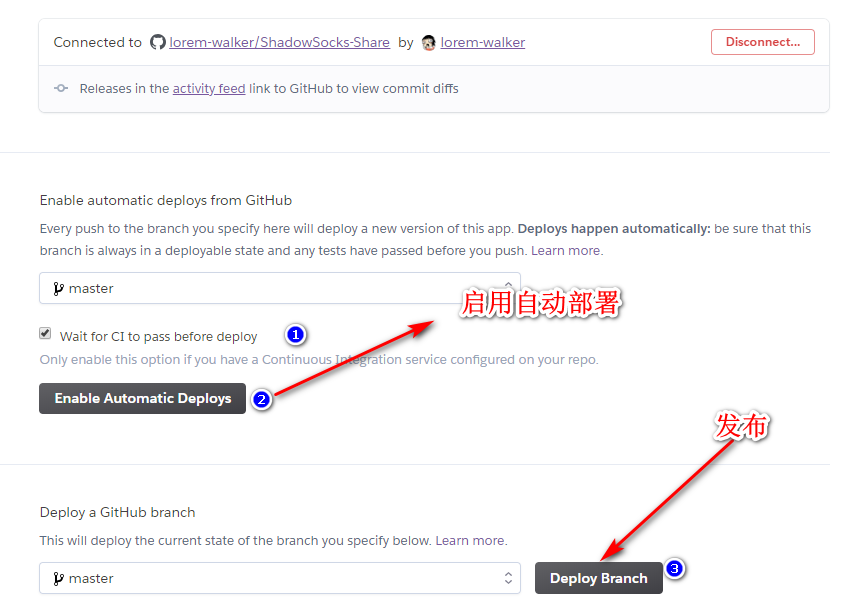 Connected to lorem-walker/ShadowSocks-Share by lorem-walker
Disconnect...
Releases in the activity feed link to GitHub to view commit diffs
Enable automatic deploys from GitHub
Every push to the branch you specify here will deploy a new version of this app. Deploys happen automatically: be sure that this
branch is always in a deployable state and any tests have passed before you push. Learn more.
master
启用自动部署
Wait for CI to pass before deploy
1
Only enable this option if you have a Continuous Integration service configured on your repo.
Enable Automatic Deploys
2
发布
Deploy a GitHub branch
This will deploy the current state of the branch you specify below. Learn more.
master
Deploy Branch
3